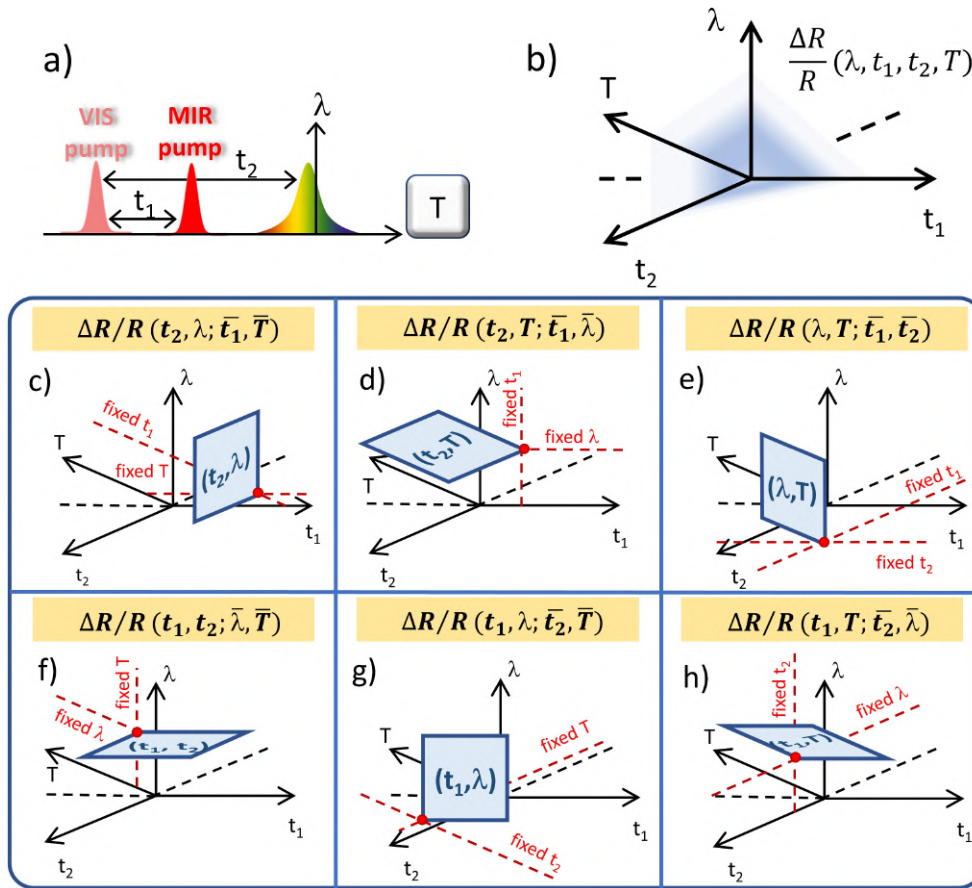 a)
VIS
pump
MIR
pump
t₂
t₁
λ
T
b)
λ
T
ΔR/R (λ, t₁, t₂, T)
t₁
t₂
ΔR/R (t₂, λ; t̄₁, T̄)
c)
λ
fixed t₁
T
fixed T
(t₂, λ)
t₁
t₂
ΔR/R (t₂, T; t̄₁, λ̄)
d)
λ
fixed t₁
fixed λ
(t₂,T)
T
t₁
t₂
ΔR/R (λ, T; t̄₁, t̄₂)
e)
λ
T
(λ,T)
fixed t₁
fixed t₂
t₁
t₂
ΔR/R (t₁, t₂; λ̄, T̄)
f)
λ
fixed T
fixed λ
(t₁, t₂)
T
t₁
t₂
ΔR/R (t₁, λ; t̄₂, T̄)
g)
λ
fixed T
T
(t₁,λ)
fixed t₂
t₁
t₂
ΔR/R (t₁, T; t̄₂, λ̄)
h)
λ
fixed t₂
fixed λ
(t₁,T)
T
t₁
t₂